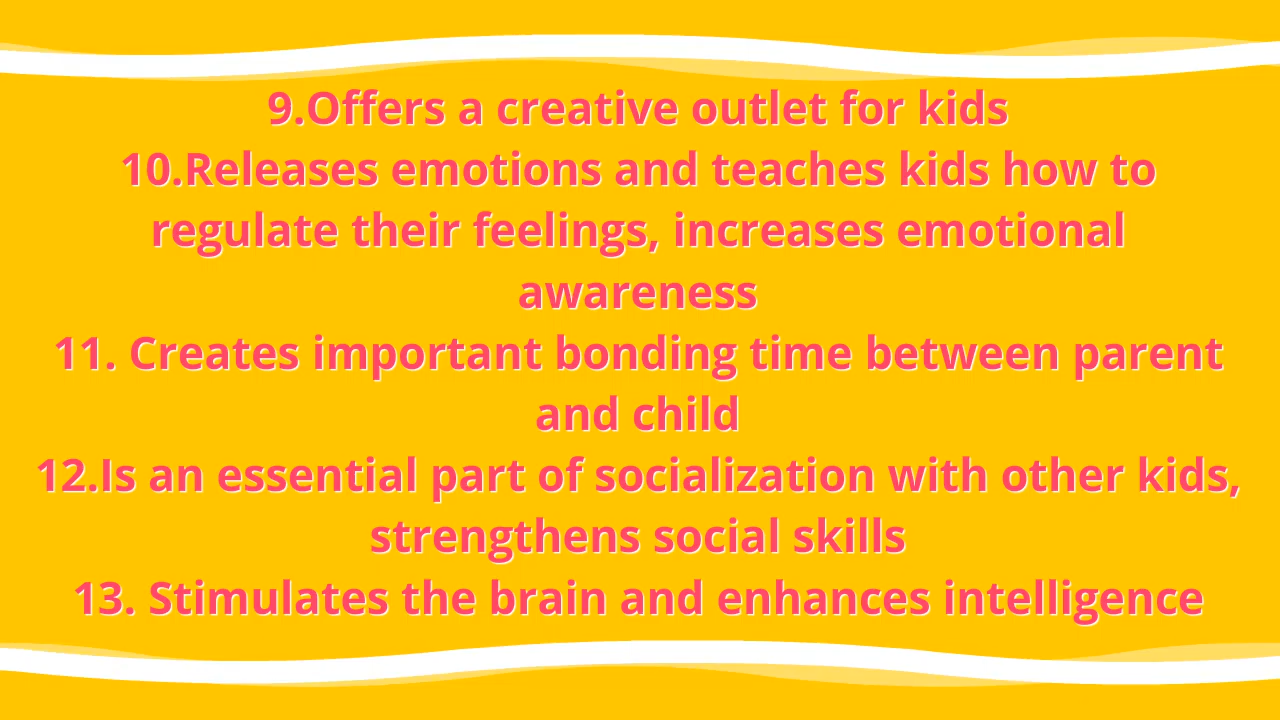 9.Offers a creative outlet for kids
10.Releases emotions and teaches kids how to
regulate their feelings, increases emotional
awareness
11. Creates important bonding time between parent
and child
12.Is an essential part of socialization with other kids,
strengthens social skills
13. Stimulates the brain and enhances intelligence